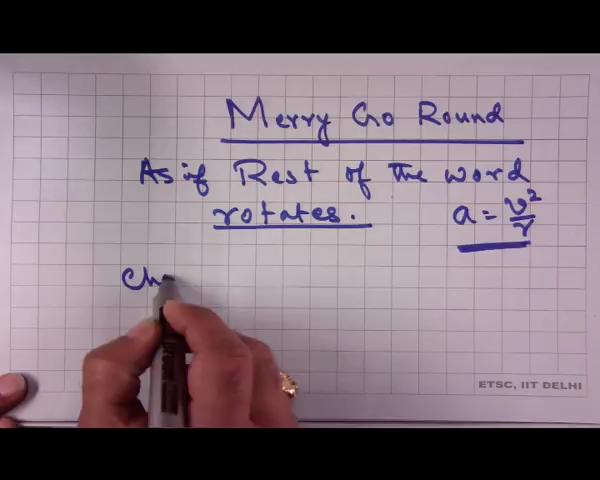 Merry Go Round
As if Rest of the word
rotates. a = v²/r
Ch
ETSC, IIT DELHI